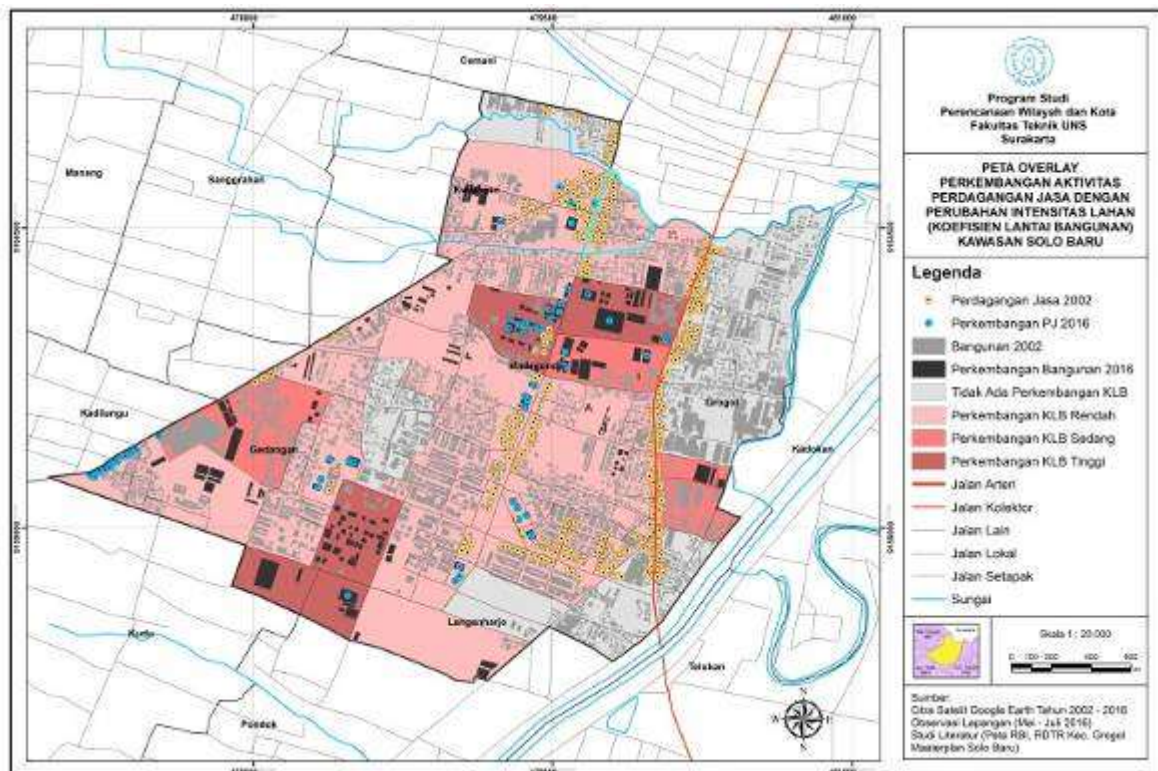 Program Studi
Perencanaan Wilayah dan Kota
Fakultas Teknik UNS
Surakarta
PETA OVERLAY
PERKEMBANGAN AKTIVITAS
PERDAGANGAN JASA DENGAN
PERUBAHAN INTENSITAS LAHAN
(KOEFISIEN LANTAI BANGUNAN)
KAWASAN SOLO BARU
Legenda
Perdagangan Jasa 2002
Perkembangan PJ 2016
Bangunan 2002
Perkembangan Bangunan 2016
Tidak Ada Perkembangan KLB
Perkembangan KLB Rendah
Perkembangan KLB Sedang
Perkembangan KLB Tinggi
Jalan Arteri
Jalan Kolektor
Jalan Lain
Jalan Lokal
Jalan Setapak
Sungai
Skala 1 : 20.000
Sumber:
Citra Satelit Google Earth Tahun 2002 - 2016
Observasi Lapangan (Mei - Juli 2016)
Studi Literatur (Peta RBI, RDTR Kec. Grogol
Masterplan Solo Baru)
Cemani
Manang
Sanggrahan
Kadilungu
Gedangan
Grogol
Kadokan
Langenharjo
Telukan
Kudu
Pondok
N
W
E
S